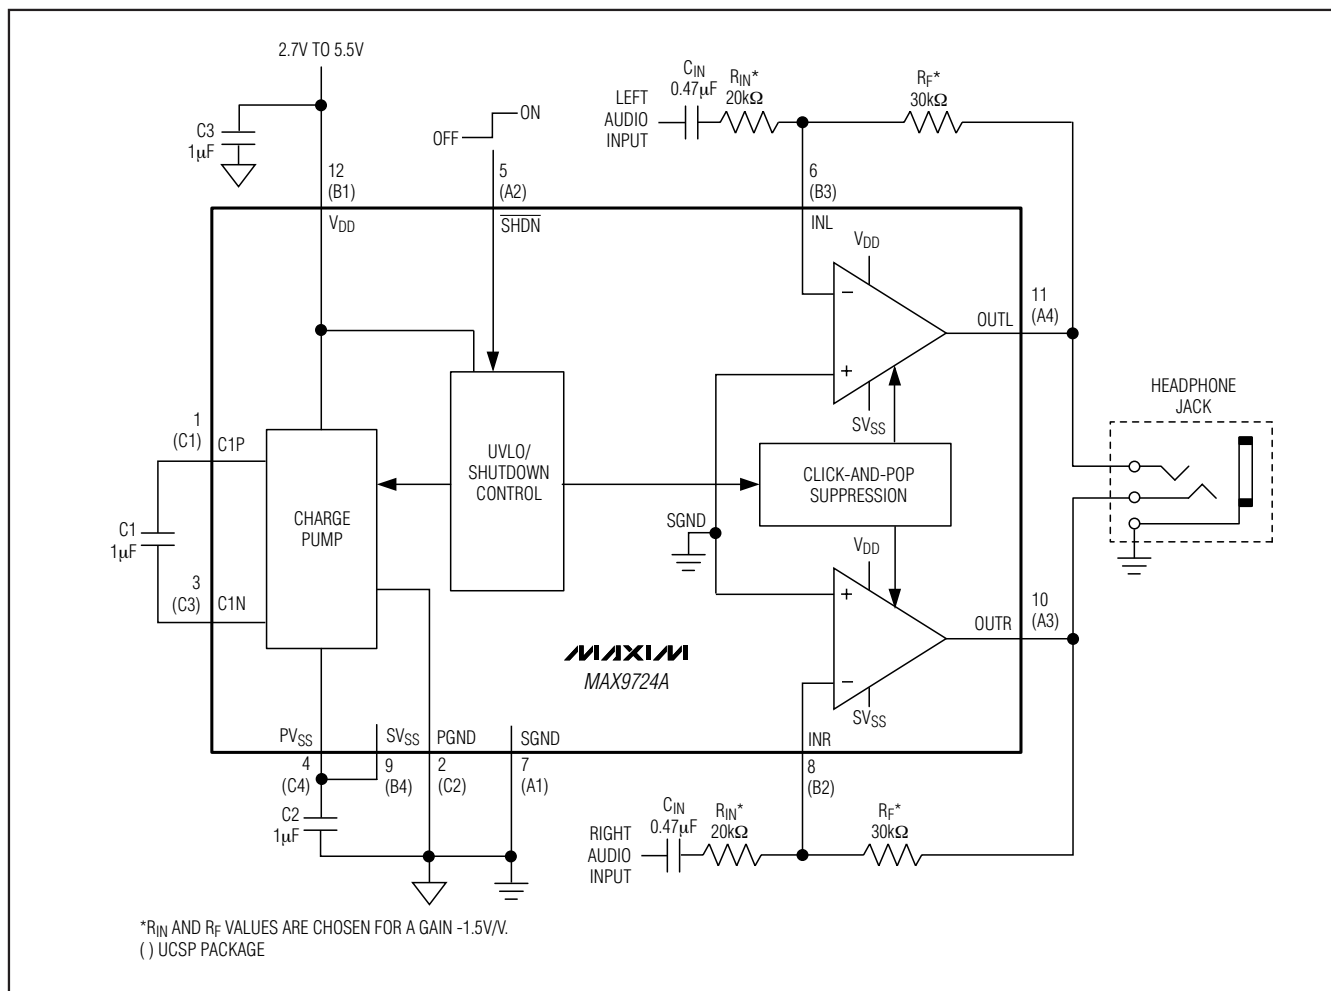 2.7V TO 5.5V
C3
1µF
12
(B1)
VDD
OFF
ON
5
(A2)
SHDN
LEFT
AUDIO
INPUT
CIN
0.47µF
RIN*
20kΩ
RF*
30kΩ
6
(B3)
INL
VDD
−
+
SVSS
OUTL
11
(A4)
HEADPHONE
JACK
1
(C1)
C1P
C1
1µF
3
(C3)
C1N
CHARGE
PUMP
UVLO/
SHUTDOWN
CONTROL
CLICK-AND-POP
SUPPRESSION
SGND
VDD
+
−
SVSS
OUTR
10
(A3)
MAXIM
MAX9724A
PVSS
4
(C4)
SVSS
9
(B4)
PGND
2
(C2)
SGND
7
(A1)
INR
8
(B2)
C2
1µF
RIGHT
AUDIO
INPUT
CIN
0.47µF
RIN*
20kΩ
RF*
30kΩ
*RIN AND RF VALUES ARE CHOSEN FOR A GAIN -1.5V/V.
( ) UCSP PACKAGE